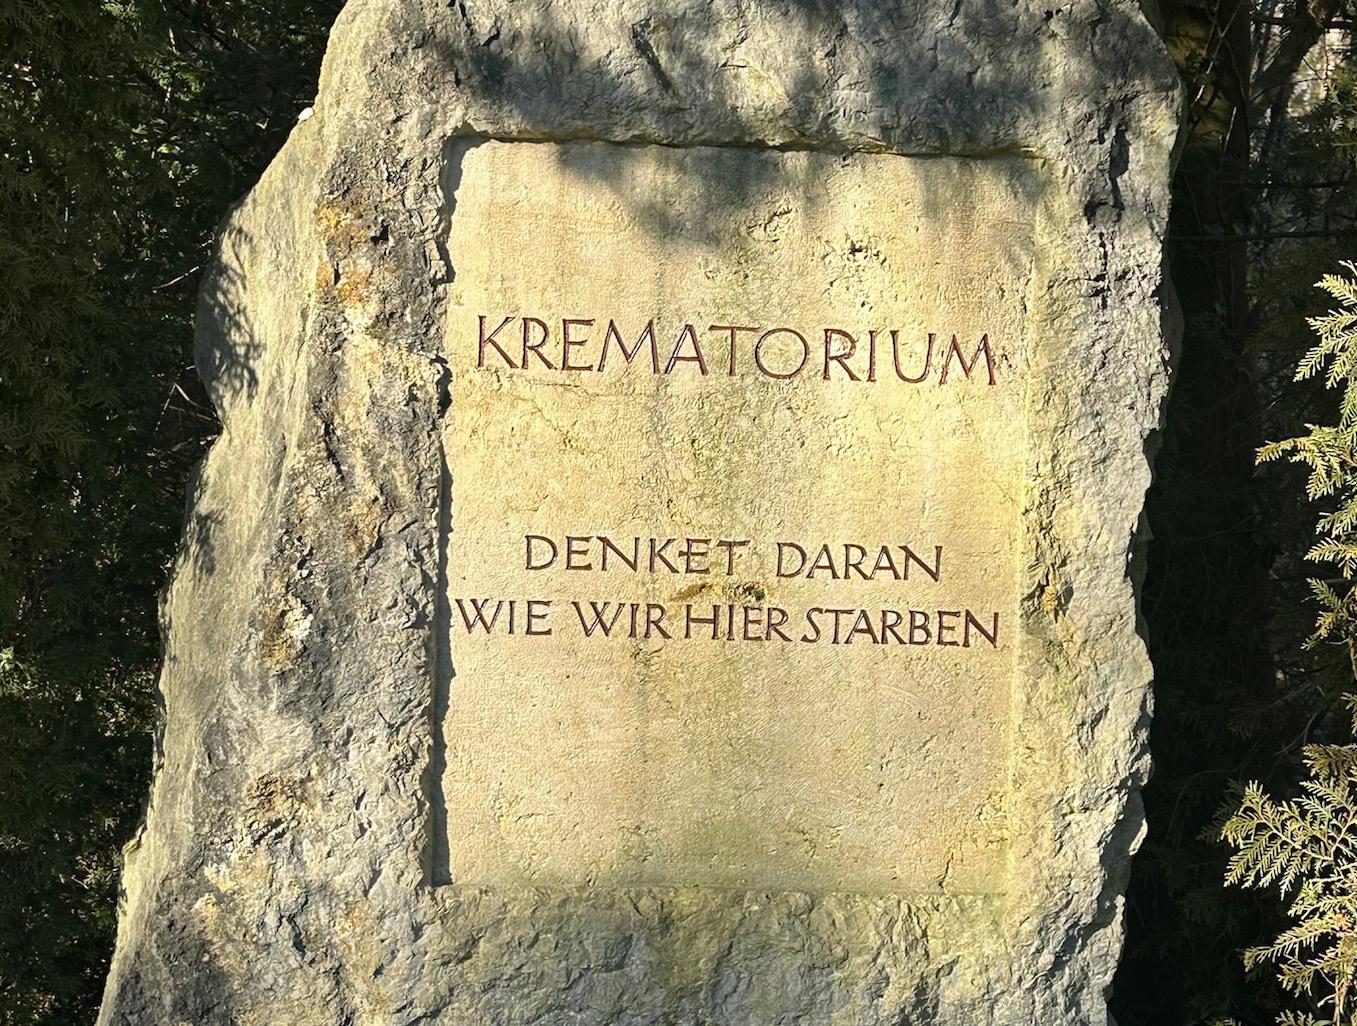 KREMATORIUM
DENKET DARAN
WIE WIR HIER STARBEN